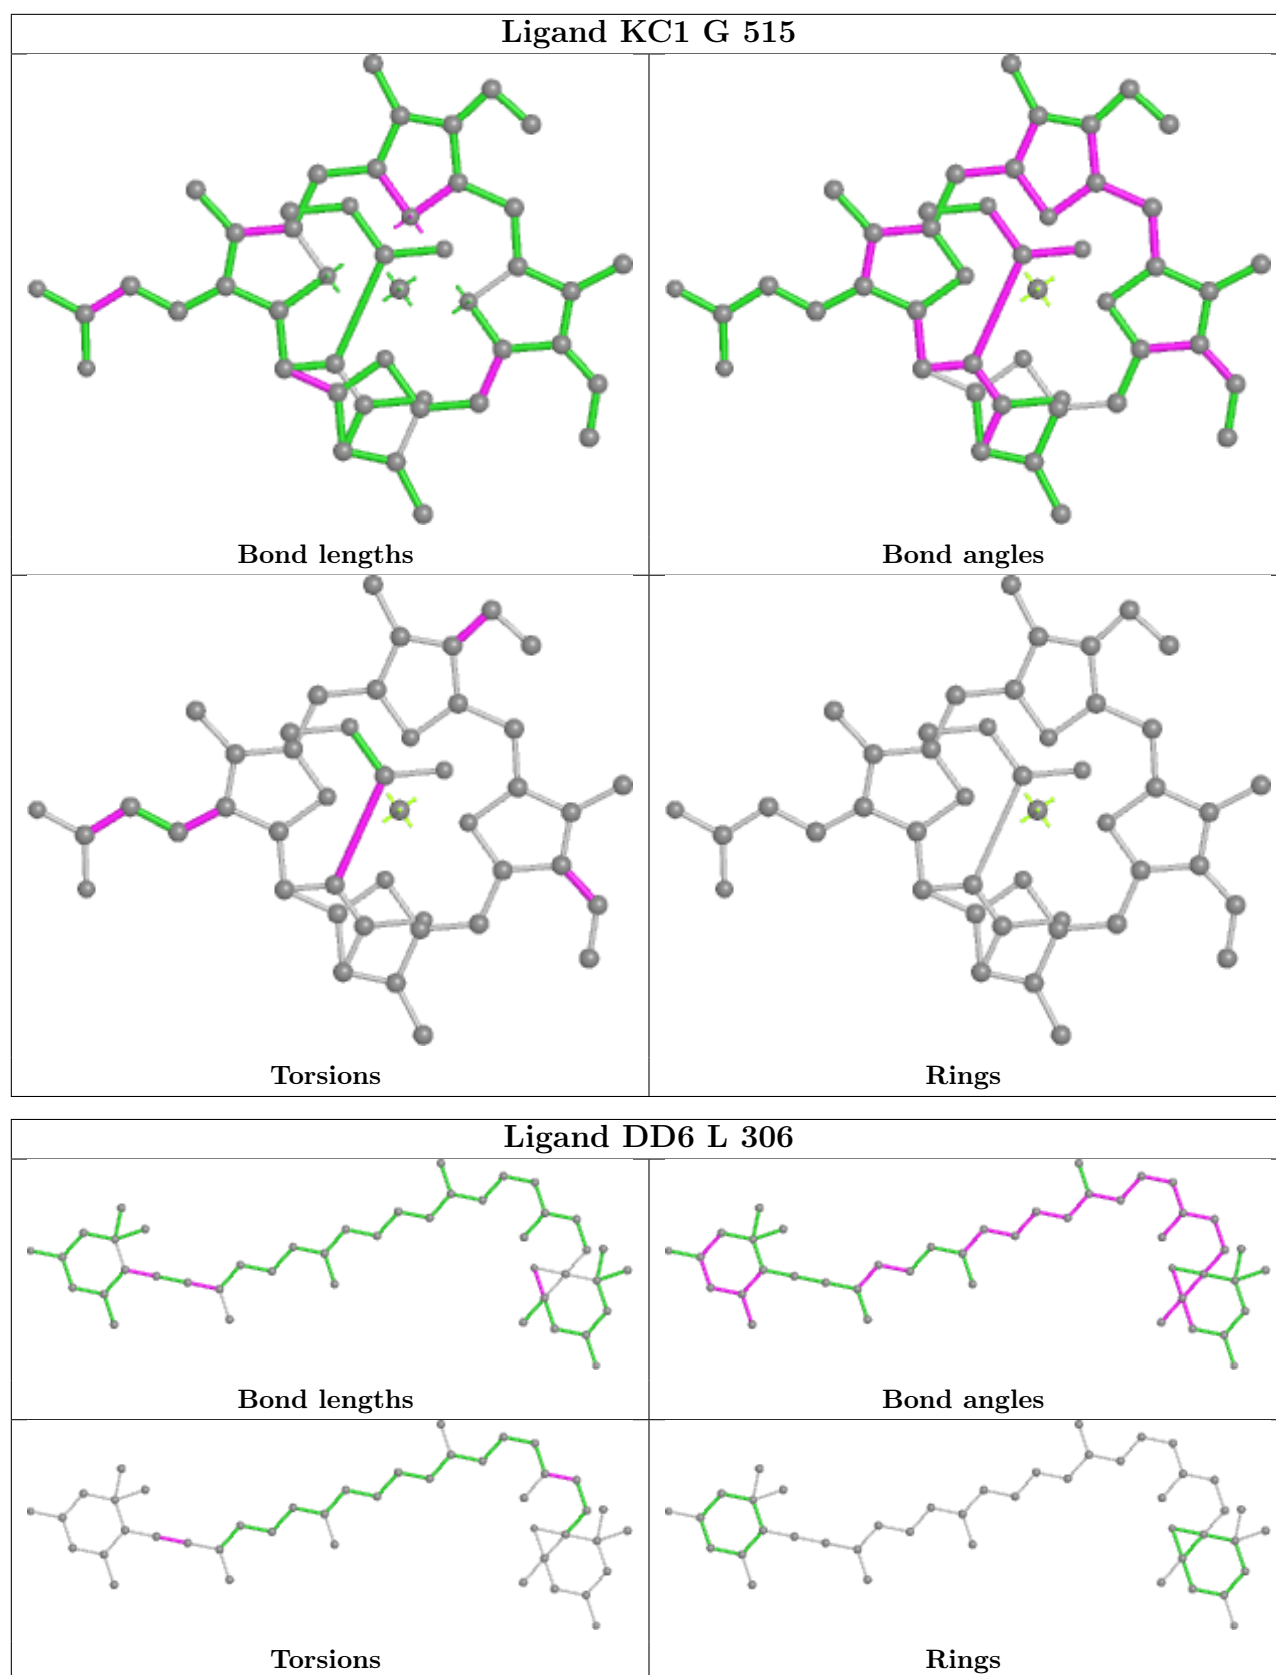 Ligand KC1 G 515
Bond lengths
Bond angles
Torsions
Rings
Ligand DD6 L 306
Bond lengths
Bond angles
Torsions
Rings